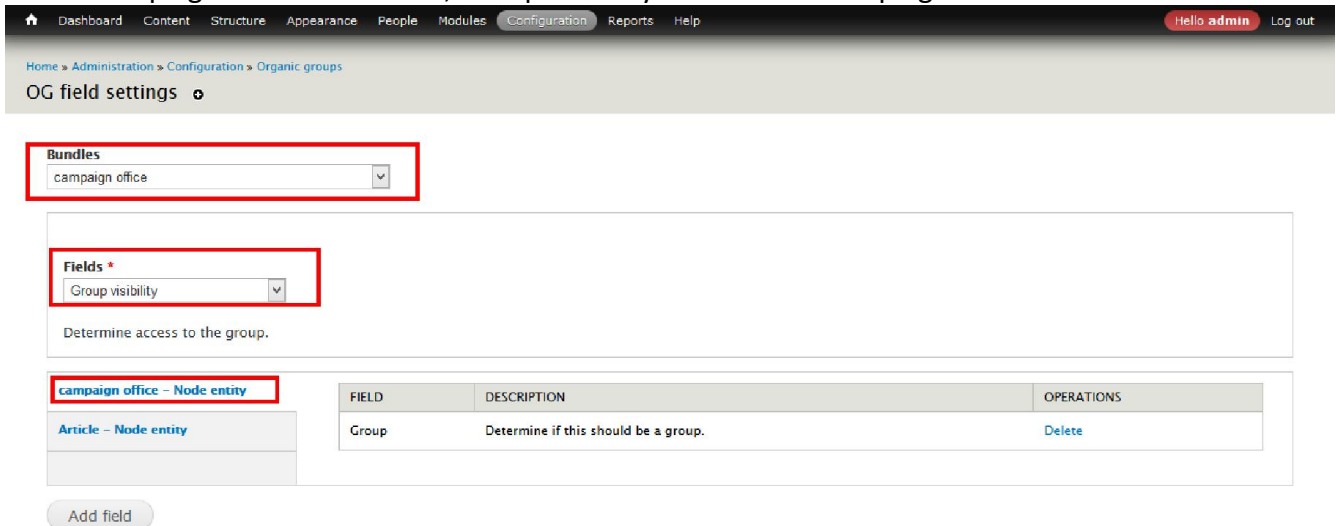 Dashboard Content Structure Appearance People Modules Configuration Reports Help Hello admin Log out
Home » Administration » Configuration » Organic groups
OG field settings
Bundles
campaign office
Fields *
Group visibility
Determine access to the group.
campaign office – Node entity
FIELD DESCRIPTION OPERATIONS
Article – Node entity
Group Determine if this should be a group. Delete
Add field